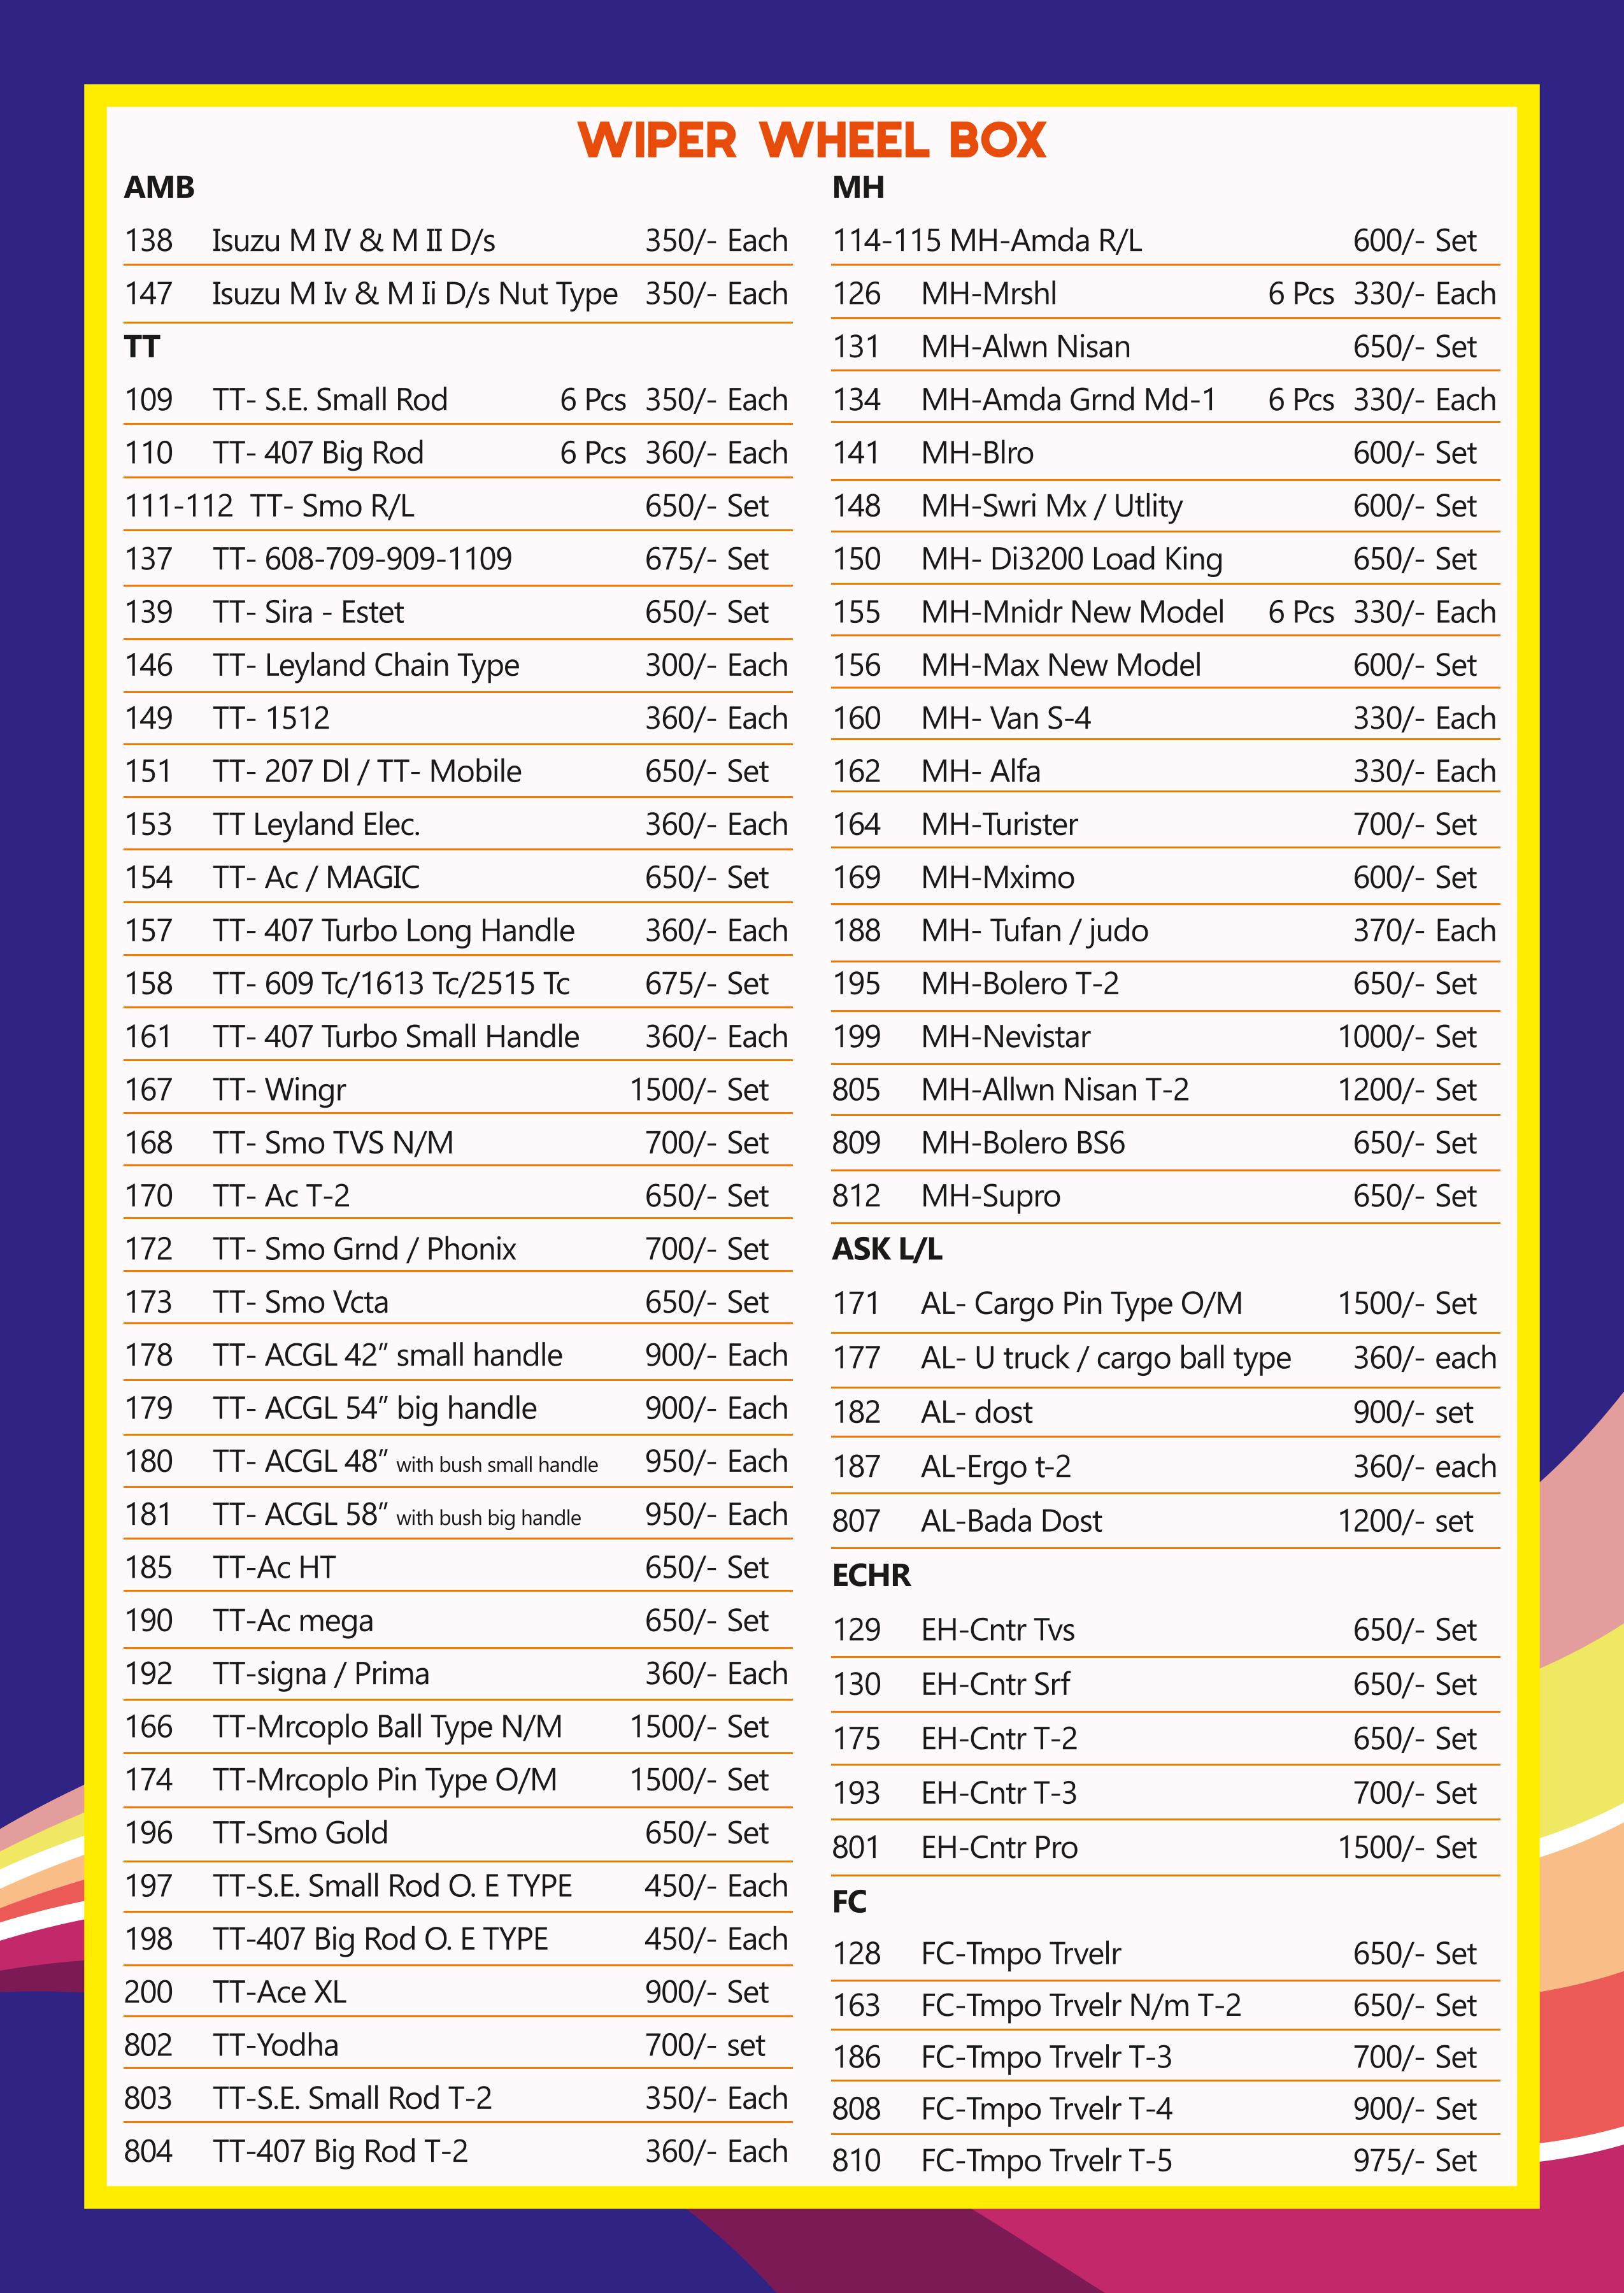 WIPER WHEEL BOX
AMB
138 Isuzu M IV & M II D/s 350/- Each
147 Isuzu M Iv & M Ii D/s Nut Type 350/- Each
TT
109 TT- S.E. Small Rod 6 Pcs 350/- Each
110 TT- 407 Big Rod 6 Pcs 360/- Each
111-112 TT- Smo R/L 650/- Set
137 TT- 608-709-909-1109 675/- Set
139 TT- Sira - Estet 650/- Set
146 TT- Leyland Chain Type 300/- Each
149 TT- 1512 360/- Each
151 TT- 207 Dl / TT- Mobile 650/- Set
153 TT Leyland Elec. 360/- Each
154 TT- Ac / MAGIC 650/- Set
157 TT- 407 Turbo Long Handle 360/- Each
158 TT- 609 Tc/1613 Tc/2515 Tc 675/- Set
161 TT- 407 Turbo Small Handle 360/- Each
167 TT- Wingr 1500/- Set
168 TT- Smo TVS N/M 700/- Set
170 TT- Ac T-2 650/- Set
172 TT- Smo Grnd / Phonix 700/- Set
173 TT- Smo Vcta 650/- Set
178 TT- ACGL 42” small handle 900/- Each
179 TT- ACGL 54” big handle 900/- Each
180 TT- ACGL 48” with bush small handle 950/- Each
181 TT- ACGL 58” with bush big handle 950/- Each
185 TT-Ac HT 650/- Set
190 TT-Ac mega 650/- Set
192 TT-signa / Prima 360/- Each
166 TT-Mrcoplo Ball Type N/M 1500/- Set
174 TT-Mrcoplo Pin Type O/M 1500/- Set
196 TT-Smo Gold 650/- Set
197 TT-S.E. Small Rod O. E TYPE 450/- Each
198 TT-407 Big Rod O. E TYPE 450/- Each
200 TT-Ace XL 900/- Set
802 TT-Yodha 700/- set
803 TT-S.E. Small Rod T-2 350/- Each
804 TT-407 Big Rod T-2 360/- Each
MH
114-115 MH-Amda R/L 600/- Set
126 MH-Mrshl 6 Pcs 330/- Each
131 MH-Alwn Nisan 650/- Set
134 MH-Amda Grnd Md-1 6 Pcs 330/- Each
141 MH-Blro 600/- Set
148 MH-Swri Mx / Utlity 600/- Set
150 MH- Di3200 Load King 650/- Set
155 MH-Mnidr New Model 6 Pcs 330/- Each
156 MH-Max New Model 600/- Set
160 MH- Van S-4 330/- Each
162 MH- Alfa 330/- Each
164 MH-Turister 700/- Set
169 MH-Mximo 600/- Set
188 MH- Tufan / judo 370/- Each
195 MH-Bolero T-2 650/- Set
199 MH-Nevistar 1000/- Set
805 MH-Allwn Nisan T-2 1200/- Set
809 MH-Bolero BS6 650/- Set
812 MH-Supro 650/- Set
ASK L/L
171 AL- Cargo Pin Type O/M 1500/- Set
177 AL- U truck / cargo ball type 360/- each
182 AL- dost 900/- set
187 AL-Ergo t-2 360/- each
807 AL-Bada Dost 1200/- set
ECHR
129 EH-Cntr Tvs 650/- Set
130 EH-Cntr Srf 650/- Set
175 EH-Cntr T-2 650/- Set
193 EH-Cntr T-3 700/- Set
801 EH-Cntr Pro 1500/- Set
FC
128 FC-Tmpo Trvelr 650/- Set
163 FC-Tmpo Trvelr N/m T-2 650/- Set
186 FC-Tmpo Trvelr T-3 700/- Set
808 FC-Tmpo Trvelr T-4 900/- Set
810 FC-Tmpo Trvelr T-5 975/- Set